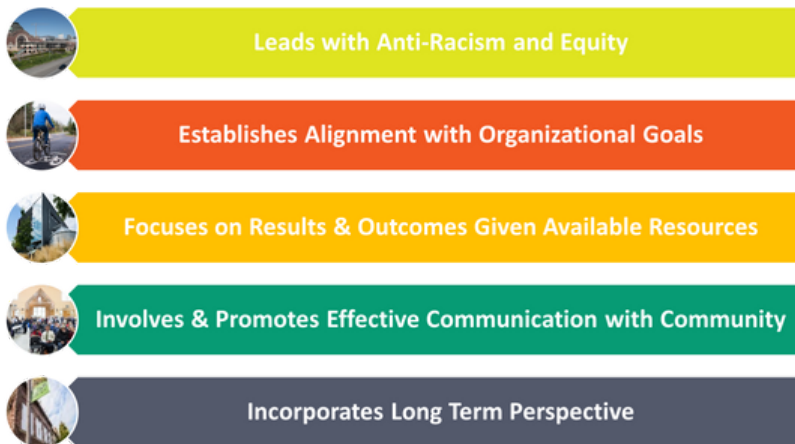 Leads with Anti-Racism and Equity
Establishes Alignment with Organizational Goals
Focuses on Results & Outcomes Given Available Resources
Involves & Promotes Effective Communication with Community
Incorporates Long Term Perspective